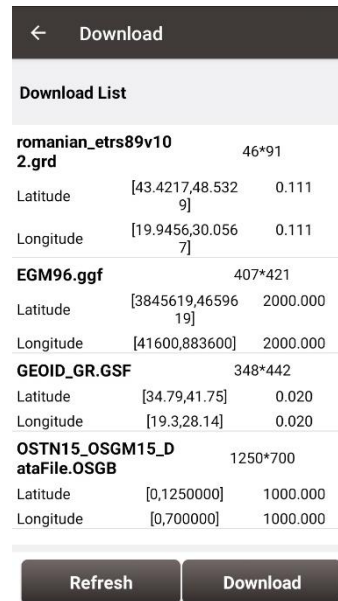 ← Download
Download List
romanian_etrs89v10
2.grd
46*91
Latitude
[43.4217,48.532
9]
0.111
Longitude
[19.9456,30.056
7]
0.111
EGM96.ggf
407*421
Latitude
[3845619,46596
19]
2000.000
Longitude
[41600,883600]
2000.000
GEOID_GR.GSF
348*442
Latitude
[34.79,41.75]
0.020
Longitude
[19.3,28.14]
0.020
OSTN15_OSGM15_D
ataFile.OSGB
1250*700
Latitude
[0,1250000]
1000.000
Longitude
[0,700000]
1000.000
Refresh
Download